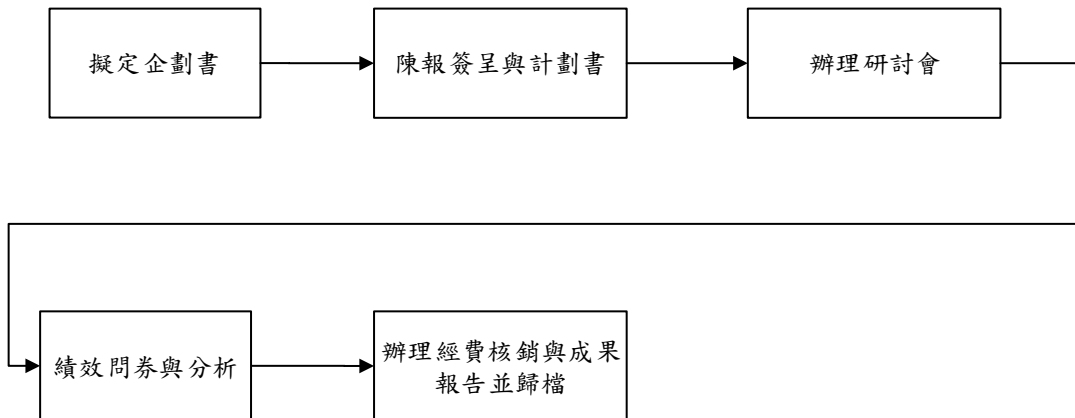 擬定企劃書
陳報簽呈與計劃書
辦理研討會
績效問券與分析
辦理經費核銷與成果
報告並歸檔